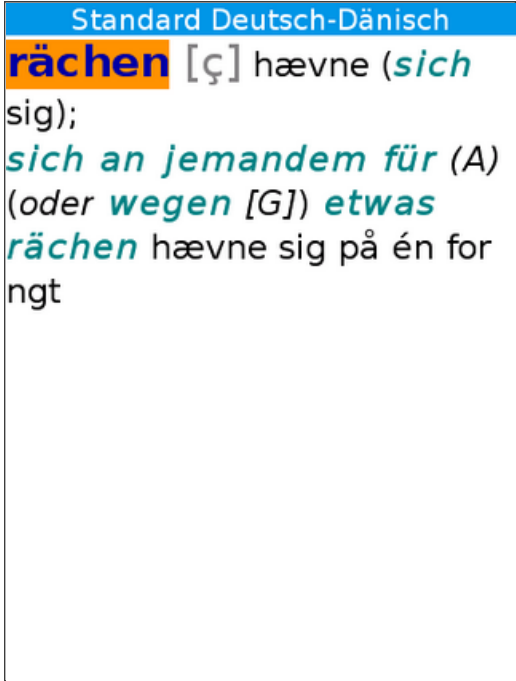 Standard Deutsch-Dänisch
rächen [ç] hævne (sich
sig);
sich an jemandem für (A)
(oder wegen [G]) etwas
rächen hævne sig på én for
ngt